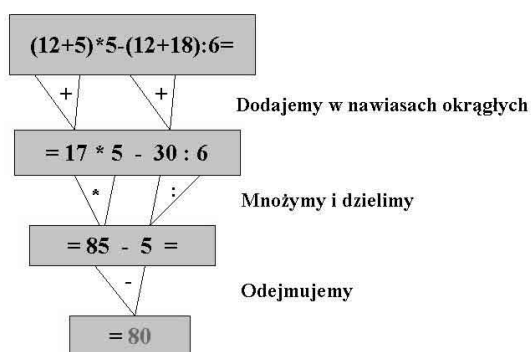 (12+5)*5-(12+18):6=
+ +
Dodajemy w nawiasach okrągłych
= 17 * 5 - 30 : 6
* :
Mnożymy i dzielimy
= 85 - 5 =
-
Odejmujemy
= 80